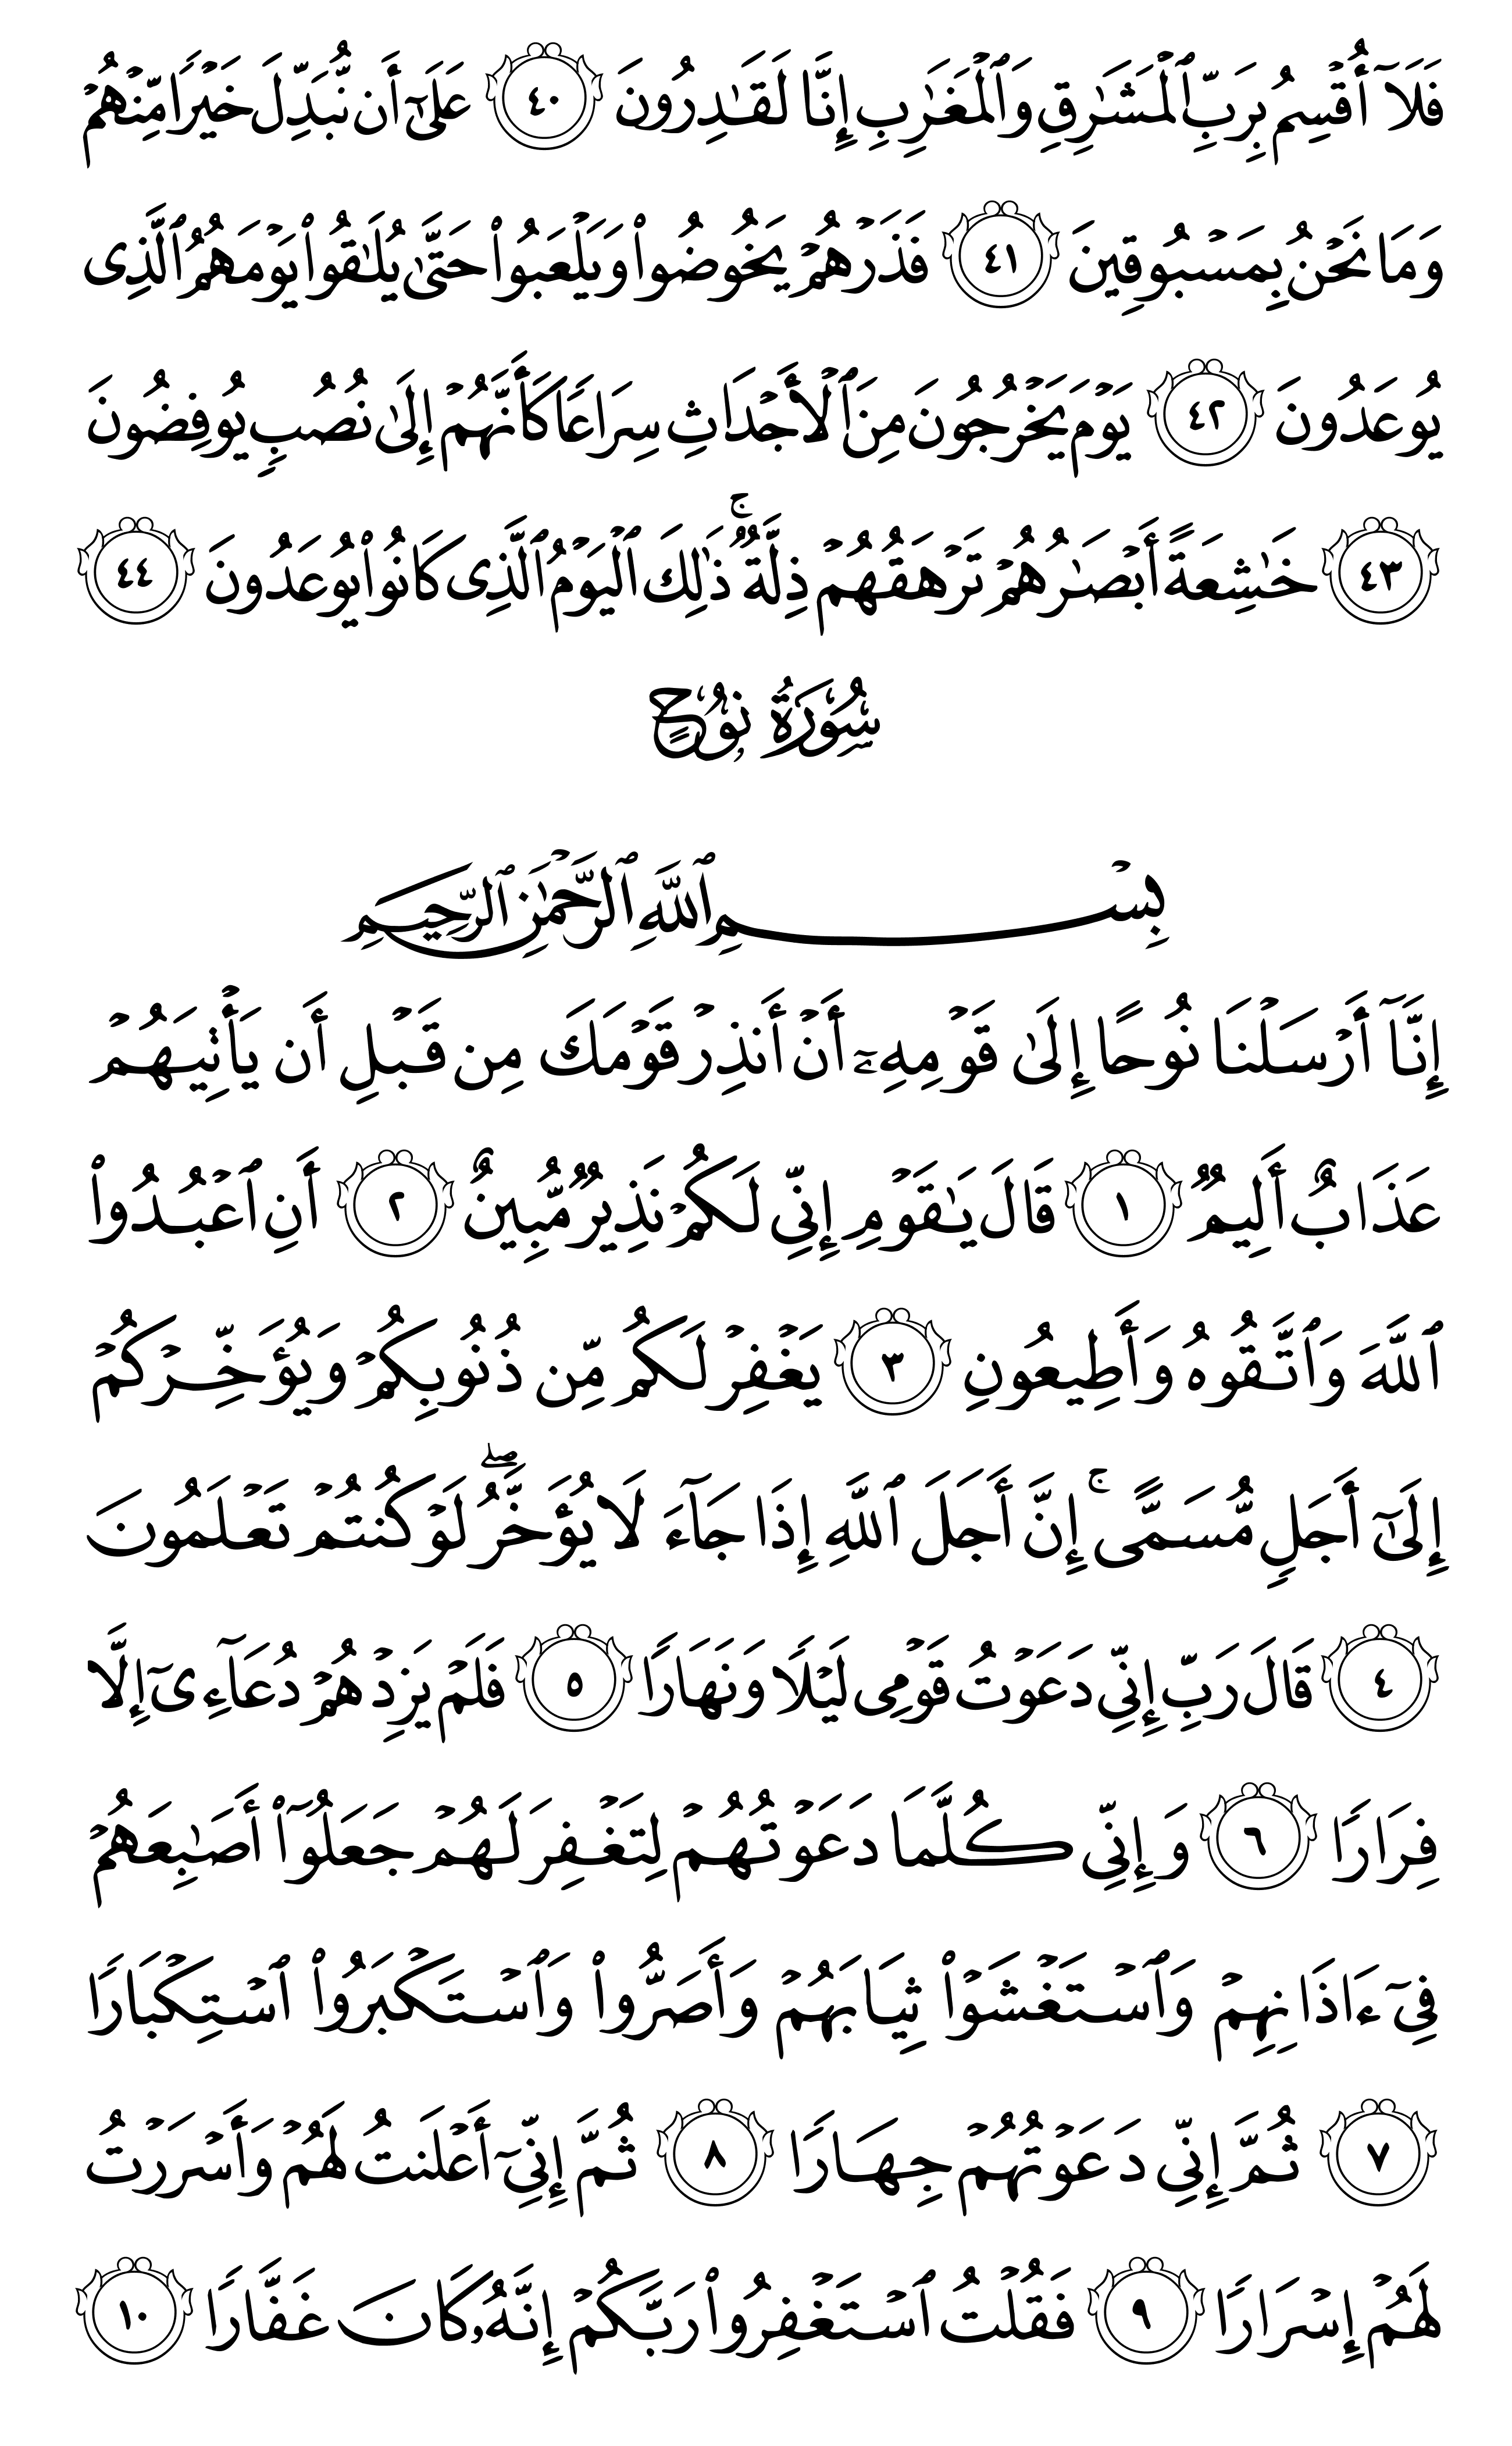 فَلَآ أُقْسِمُ بِرَبِّ ٱلْمَشَـٰرِقِ وَٱلْمَغَـٰرِبِ إِنَّا لَقَـٰدِرُونَ ٤٠ عَلَىٰٓ أَن نُّبَدِّلَ خَيْرًا مِّنْهُمْ
وَمَا نَحْنُ بِمَسْبُوقِينَ ٤١ فَذَرْهُمْ يَخُوضُوا۟ وَيَلْعَبُوا۟ حَتَّىٰ يُلَـٰقُوا۟ يَوْمَهُمُ ٱلَّذِى
يُوعَدُونَ ٤٢ يَوْمَ يَخْرُجُونَ مِنَ ٱلْأَجْدَاثِ سِرَاعًا كَأَنَّهُمْ إِلَىٰ نُصُبٍ يُوفِضُونَ
٤٣ خَـٰشِعَةً أَبْصَـٰرُهُمْ تَرْهَقُهُمْ ذِلَّةٌ ۚ ذَٰلِكَ ٱلْيَوْمُ ٱلَّذِى كَانُوا۟ يُوعَدُونَ ٤٤
سُورَةُ نُوحٍ
بِسْمِ ٱللَّهِ ٱلرَّحْمَـٰنِ ٱلرَّحِيمِ
إِنَّآ أَرْسَلْنَا نُوحًا إِلَىٰ قَوْمِهِۦٓ أَنْ أَنذِرْ قَوْمَكَ مِن قَبْلِ أَن يَأْتِيَهُمْ
عَذَابٌ أَلِيمٌ ١ قَالَ يَـٰقَوْمِ إِنِّى لَكُمْ نَذِيرٌ مُّبِينٌ ٢ أَنِ ٱعْبُدُوا۟
ٱللَّهَ وَٱتَّقُوهُ وَأَطِيعُونِ ٣ يَغْفِرْ لَكُم مِّن ذُنُوبِكُمْ وَيُؤَخِّرْكُمْ
إِلَىٰٓ أَجَلٍ مُّسَمًّى ۚ إِنَّ أَجَلَ ٱللَّهِ إِذَا جَآءَ لَا يُؤَخَّرُ ۖ لَوْ كُنتُمْ تَعْلَمُونَ
٤ قَالَ رَبِّ إِنِّى دَعَوْتُ قَوْمِى لَيْلًا وَنَهَارًا ٥ فَلَمْ يَزِدْهُمْ دُعَآءِىٓ إِلَّا
فِرَارًا ٦ وَإِنِّى كُلَّمَا دَعَوْتُهُمْ لِتَغْفِرَ لَهُمْ جَعَلُوٓا۟ أَصَـٰبِعَهُمْ
فِىٓ ءَاذَانِهِمْ وَٱسْتَغْشَوْا۟ ثِيَابَهُمْ وَأَصَرُّوا۟ وَٱسْتَكْبَرُوا۟ ٱسْتِكْبَارًا
٧ ثُمَّ إِنِّى دَعَوْتُهُمْ جِهَارًا ٨ ثُمَّ إِنِّىٓ أَعْلَنتُ لَهُمْ وَأَسْرَرْتُ
لَهُمْ إِسْرَارًا ٩ فَقُلْتُ ٱسْتَغْفِرُوا۟ رَبَّكُمْ إِنَّهُۥ كَانَ غَفَّارًا ١٠